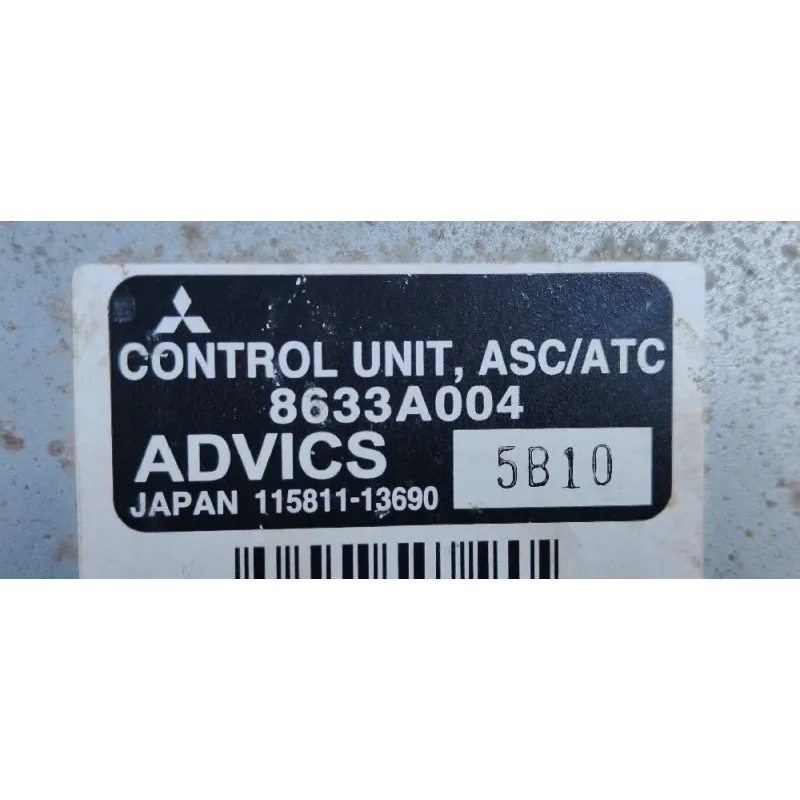 CONTROL UNIT, ASC/ATC
8633A004
ADVICS 5B10
JAPAN 115811-13690